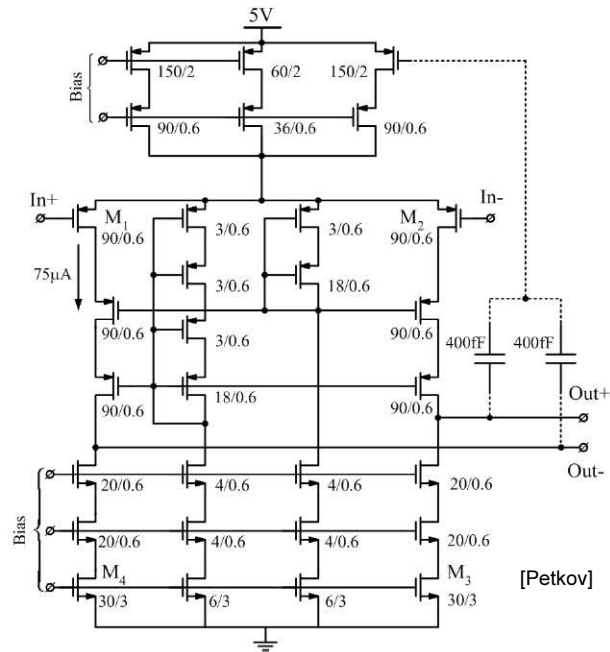 5V
Bias
150/2 60/2 150/2
90/0.6 36/0.6 90/0.6
In+ In-
M1 3/0.6 3/0.6 M2
90/0.6 90/0.6
75μA
3/0.6 18/0.6
90/0.6 3/0.6 90/0.6
400fF 400fF
90/0.6 18/0.6 90/0.6
Out+
Out-
Bias
20/0.6 4/0.6 4/0.6 20/0.6
20/0.6 4/0.6 4/0.6 20/0.6
M4 M3
30/3 6/3 6/3 30/3
[Petkov]